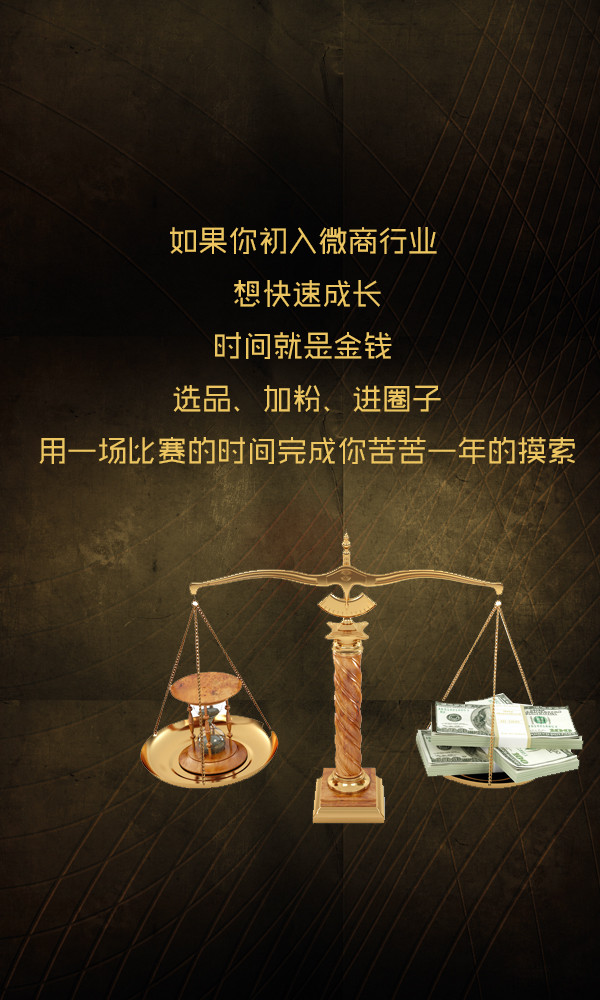 如果你初入微商行业
想快速成长
时间就是金钱
选品、加粉、进圈子
用一场比赛的时间完成你苦苦一年的摸索